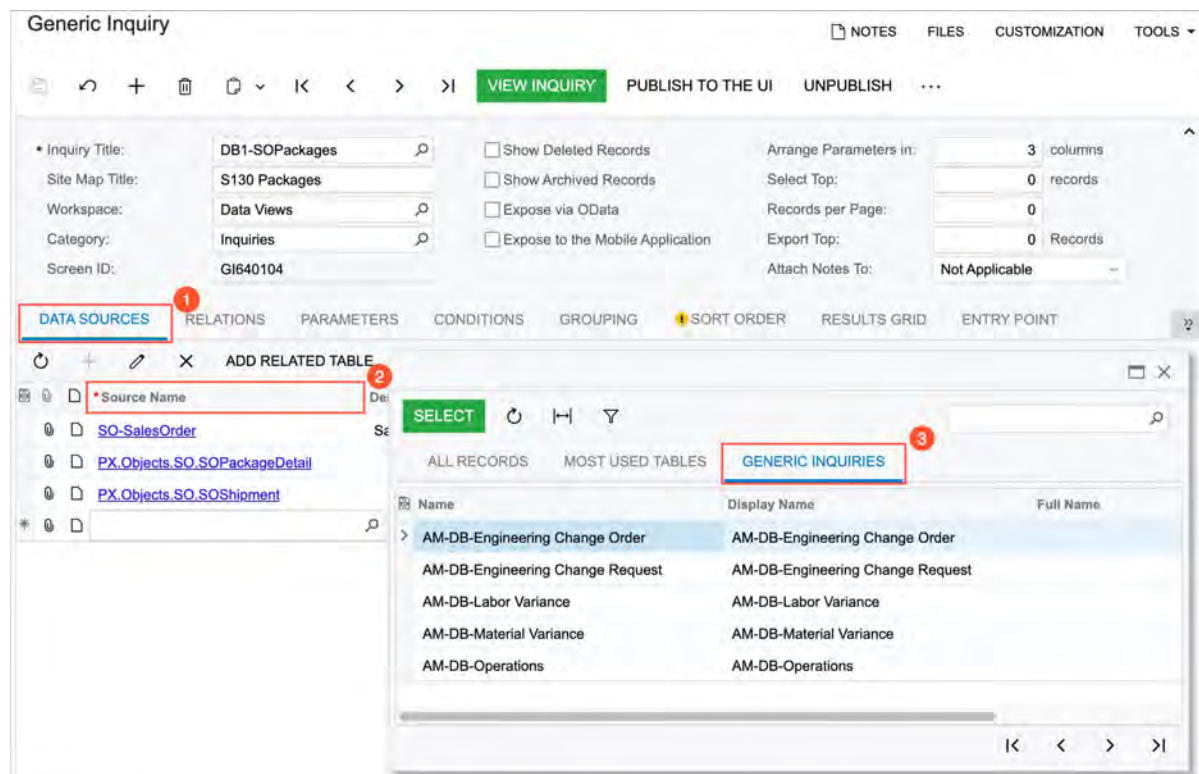 Generic Inquiry
NOTES FILES CUSTOMIZATION TOOLS
VIEW INQUIRY PUBLISH TO THE UI UNPUBLISH ...
* Inquiry Title: DB1-SOPackages Show Deleted Records Arrange Parameters in: 3 columns
Site Map Title: S130 Packages Show Archived Records Select Top: 0 records
Workspace: Data Views Expose via OData Records per Page: 0
Category: Inquiries Expose to the Mobile Application Export Top: 0 Records
Screen ID: GI640104 Attach Notes To: Not Applicable
1
DATA SOURCES RELATIONS PARAMETERS CONDITIONS GROUPING SORT ORDER RESULTS GRID ENTRY POINT
ADD RELATED TABLE
2
* Source Name De
SO-SalesOrder Sa
PX.Objects.SO.SOPackageDetail
PX.Objects.SO.SOShipment
SELECT
3
ALL RECORDS MOST USED TABLES GENERIC INQUIRIES
Name Display Name Full Name
AM-DB-Engineering Change Order AM-DB-Engineering Change Order
AM-DB-Engineering Change Request AM-DB-Engineering Change Request
AM-DB-Labor Variance AM-DB-Labor Variance
AM-DB-Material Variance AM-DB-Material Variance
AM-DB-Operations AM-DB-Operations